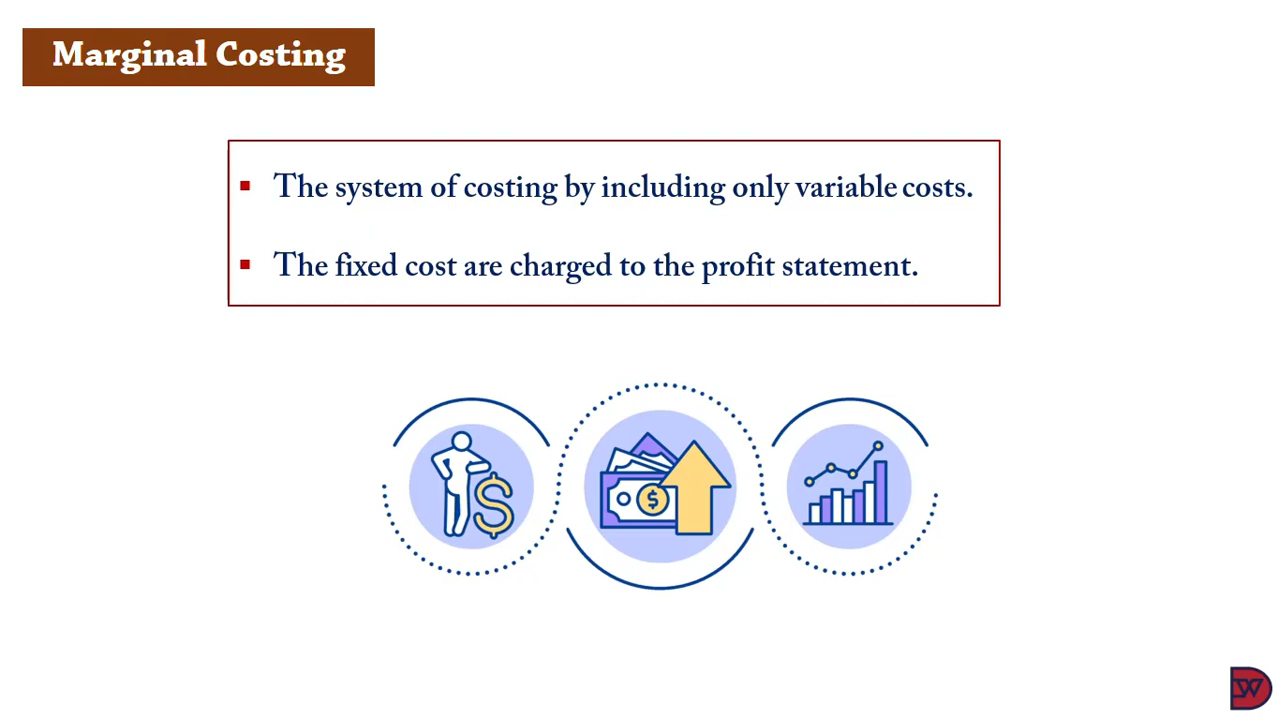 Marginal Costing
▪ The system of costing by including only variable costs.
▪ The fixed cost are charged to the profit statement.
$
$
DW